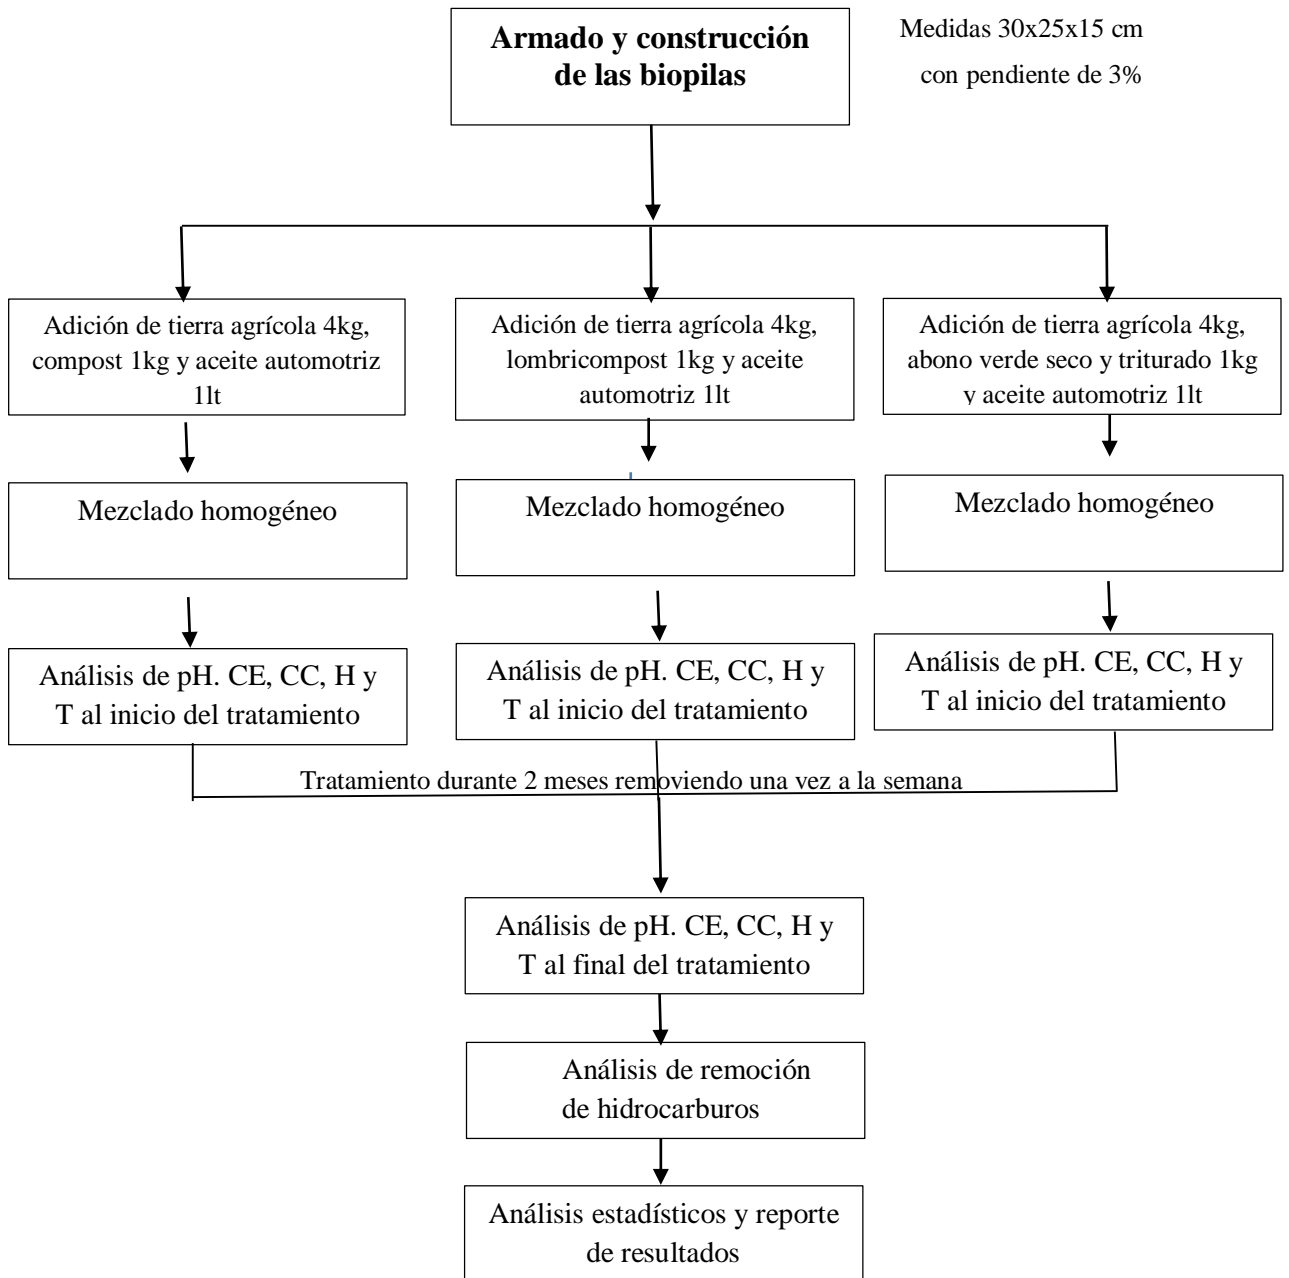 Armado y construcción
de las biopilas
Medidas 30x25x15 cm
con pendiente de 3%
Adición de tierra agrícola 4kg,
compost 1kg y aceite automotriz
1lt
Adición de tierra agrícola 4kg,
lombricompost 1kg y aceite
automotriz 1lt
Adición de tierra agrícola 4kg,
abono verde seco y triturado 1kg
y aceite automotriz 1lt
Mezclado homogéneo
Mezclado homogéneo
Mezclado homogéneo
Análisis de pH. CE, CC, H y
T al inicio del tratamiento
Análisis de pH. CE, CC, H y
T al inicio del tratamiento
Análisis de pH. CE, CC, H y
T al inicio del tratamiento
Tratamiento durante 2 meses removiendo una vez a la semana
Análisis de pH. CE, CC, H y
T al final del tratamiento
Análisis de remoción
de hidrocarburos
Análisis estadísticos y reporte
de resultados